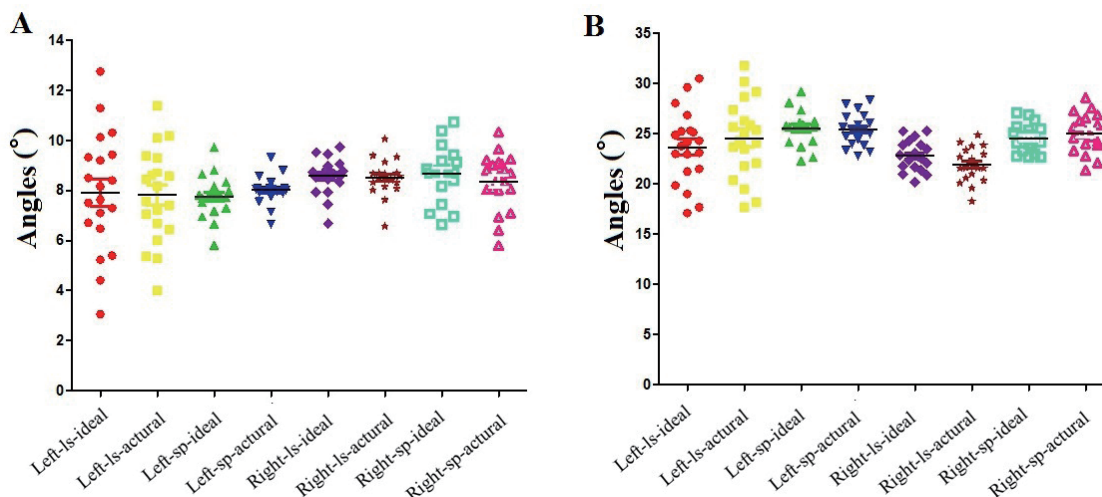 A
Angles (°)
14
12
10
8
6
4
2
0
Left-ls-ideal
Left-ls-actural
Left-sp-ideal
Left-sp-actural
Right-ls-ideal
Right-ls-actural
Right-sp-ideal
Right-sp-actural
B
Angles (°)
35
30
25
20
15
10
5
0
Left-ls-ideal
Left-ls-actural
Left-sp-ideal
Left-sp-actural
Right-ls-ideal
Right-ls-actural
Right-sp-ideal
Right-sp-actural